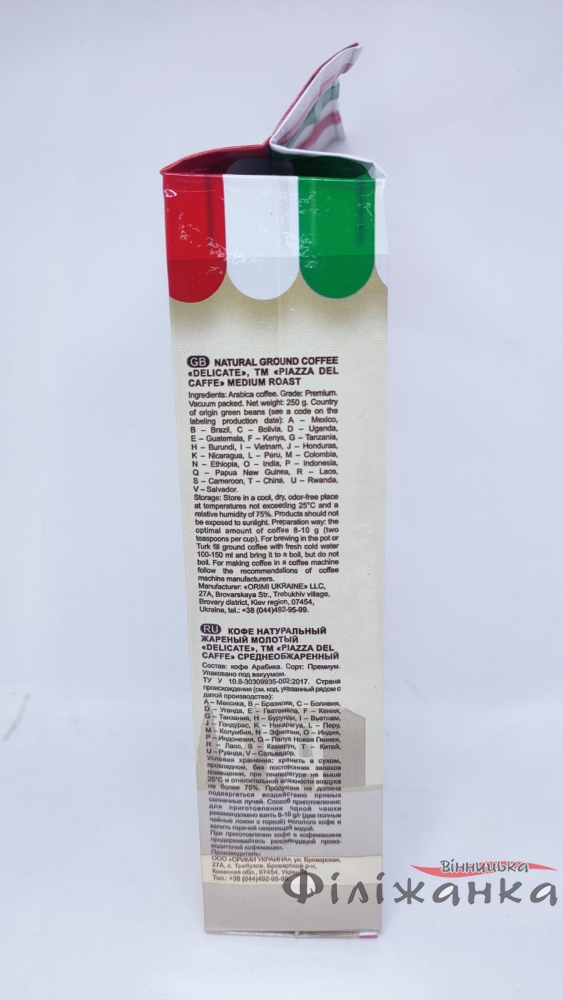 GB NATURAL GROUND COFFEE
«DELICATE», TM «PIAZZA DEL
CAFFE» MEDIUM ROAST
Ingredients: Arabica coffee. Grade: Premium.
Vacuum packed. Net weight: 250 g. Country
of origin green beans (see a code on the
labeling production date): A – Mexico,
B – Brazil, C – Bolivia, D – Uganda,
E – Guatemala, F – Kenya, G – Tanzania,
H – Burundi, I – Vietnam, J – Honduras,
K – Nicaragua, L – Peru, M – Colombia,
N – Ethiopia, O – India, P – Indonesia,
Q – Papua New Guinea, R – Laos,
S – Cameroon, T – China, U – Rwanda,
V – Salvador.
Storage: Store in a cool, dry, odor-free place
at temperatures not exceeding 25°C and a
relative humidity of 75%. Products should not
be exposed to sunlight. Preparation way: the
optimal amount of coffee 8-10 g (two
teaspoons per cup). For brewing in the pot or
Turk fill ground coffee with fresh cold water
100-150 ml and bring it to a boil, but do not
boil. For making coffee in a coffee machine
follow the recommendations of coffee
machine manufacturers.
Manufacturer: «ORIMI UKRAINE» LLC,
27A, Brovarskaya Str., Trebukhiv village,
Brovary district, Kiev region, 07454,
Ukraine, tel.: +38 (044)492-95-99.
RU КОФЕ НАТУРАЛЬНЫЙ
ЖАРЕНЫЙ МОЛОТЫЙ
«DELICATE», TM «PIAZZA DEL
CAFFE» СРЕДНЕОБЖАРЕННЫЙ
Состав: кофе Арабика. Сорт: Премиум.
Упаковано под вакуумом.
ТУ У 10.8-30309935-002:2017. Страна
происхождения (см. код, указанный рядом с
датой производства):
A – Мексика, B – Бразилия, C – Боливия,
D – Уганда, E – Гватемала, F – Кения,
G – Танзания, H – Бурунди, I – Вьетнам,
J – Гондурас, K – Никарагуа, L – Перу,
M – Колумбия, N – Эфиопия, O – Индия,
P – Индонезия, Q – Папуа Новая Гвинея,
R – Лаос, S – Камерун, T – Китай,
U – Руанда, V – Сальвадор.
Условия хранения: хранить в сухом,
прохладном, без посторонних запахов
помещении, при температуре не выше
25°C и относительной влажности воздуха
не более 75%. Продукция не должна
подвергаться воздействию прямых
солнечных лучей. Способ приготовления:
для приготовления одной чашки
рекомендовано взять 8-10 g/г (две полные
чайные ложки с горкой) молотого кофе и
залить горячей некипящей водой.
При приготовлении кофе в кофемашине
придерживайтесь рекомендаций произ-
водителей кофемашин.
Производитель:
ООО «ОРИМИ УКРАИНА», ул. Броварская,
27А, с. Требухов, Броварской р-н,
Киевская обл., 07454,
Тел.: +38 (044)492-95-99
Вінницька
Філіжанка